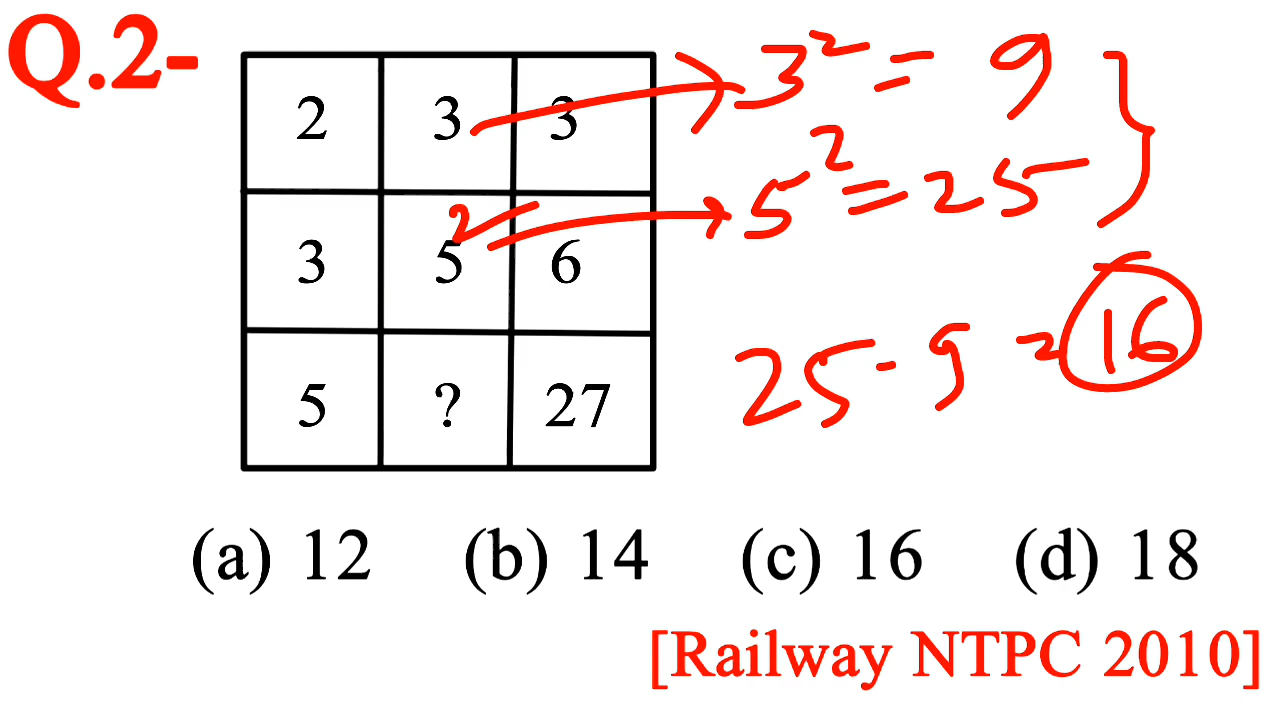 Q.2-
2 3 3 3² = 9
3 5² 6 5² = 25
5 ? 27 25 - 9 = 16
(a) 12 (b) 14 (c) 16 (d) 18
[Railway NTPC 2010]